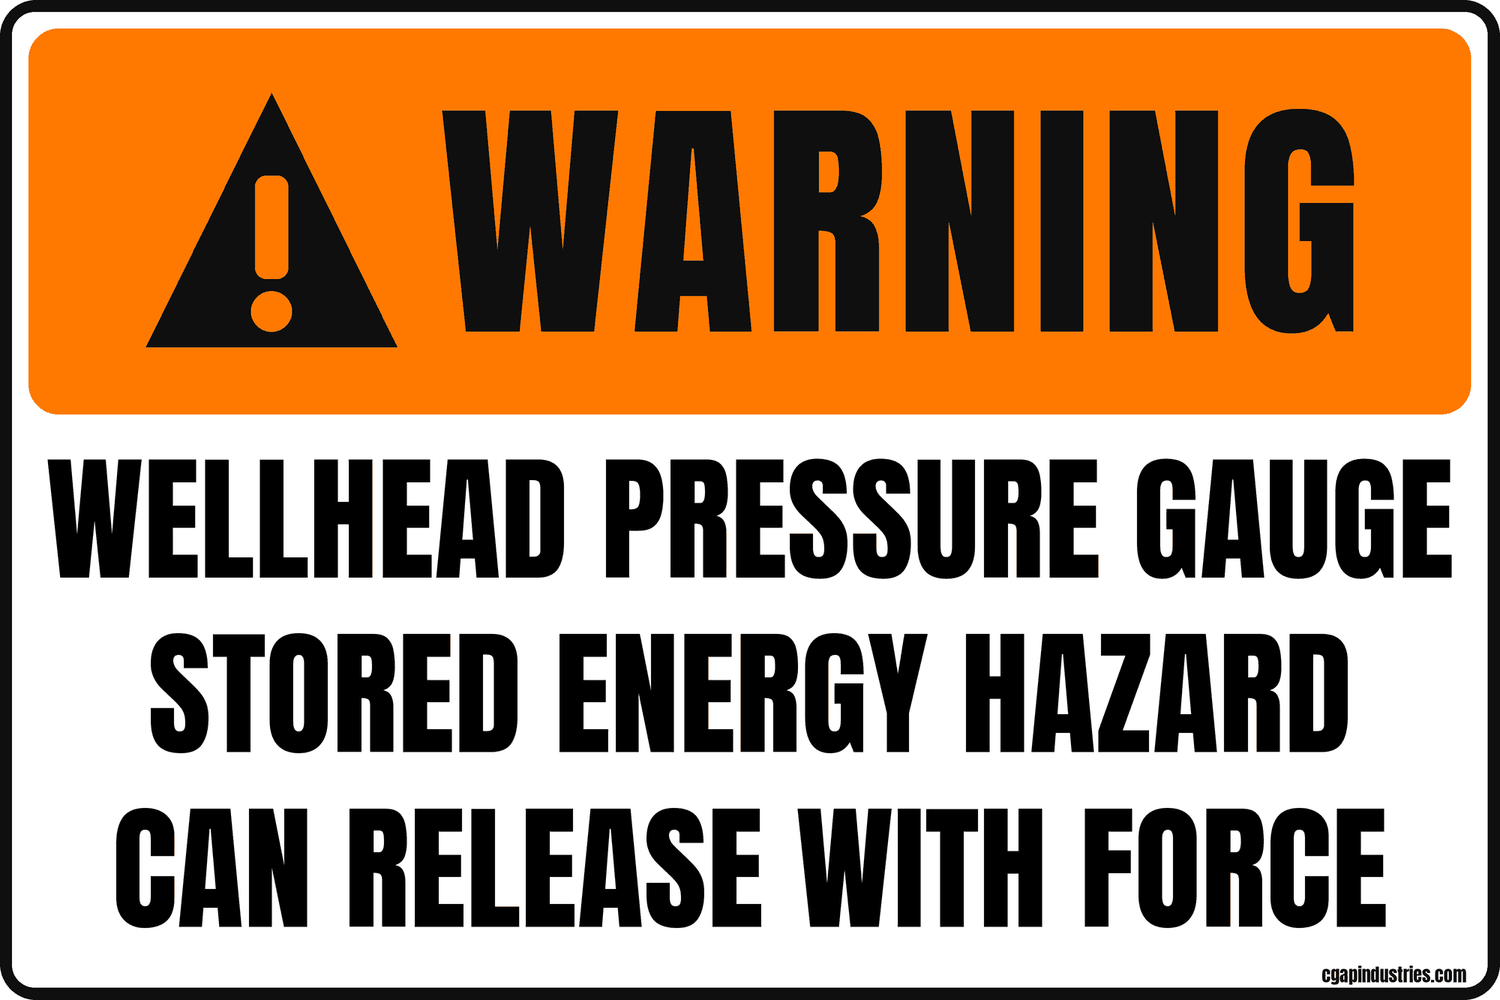 WARNING
WELLHEAD PRESSURE GAUGE
STORED ENERGY HAZARD
CAN RELEASE WITH FORCE
cgapindustries.com